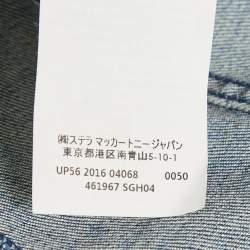 ㈱ステラ マッカートニー ジャパン
東京都港区南青山5-10-1
UP56 2016 04068 0050
461967 SGH04